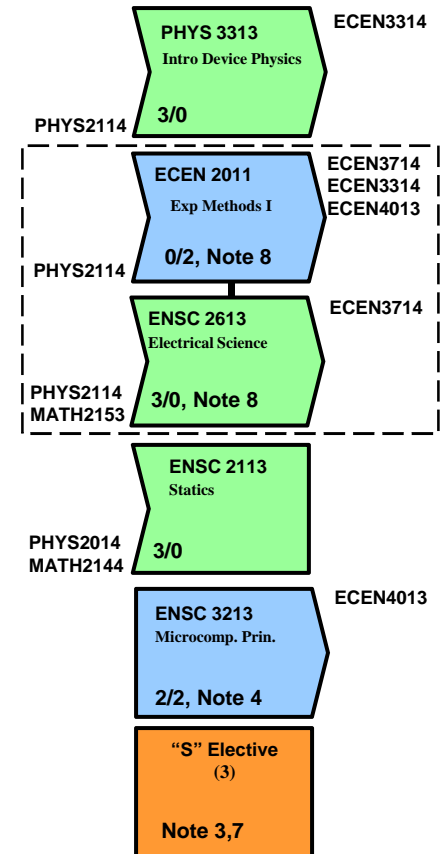 PHYS 3313
ECEN3314
Intro Device Physics
3/0
PHYS2114
ECEN 2011
ECEN3714
ECEN3314
ECEN4013
Exp Methods I
0/2, Note 8
PHYS2114
ENSC 2613
ECEN3714
Electrical Science
3/0, Note 8
PHYS2114
MATH2153
ENSC 2113
Statics
3/0
PHYS2014
MATH2144
ENSC 3213
ECEN4013
Microcomp. Prin.
2/2, Note 4
“S” Elective
(3)
Note 3,7